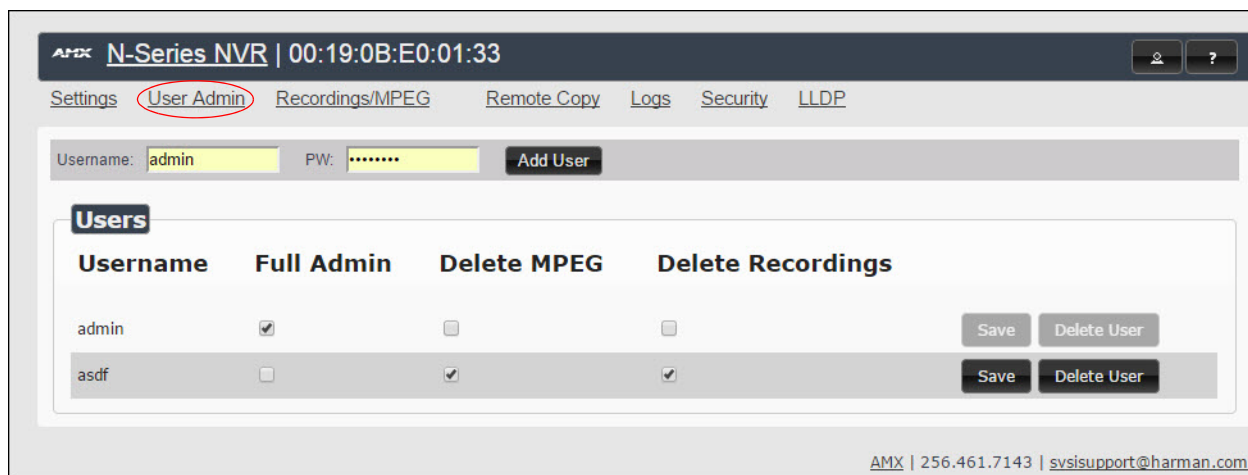 AMX N-Series NVR | 00:19:0B:E0:01:33 ?
Settings User Admin Recordings/MPEG Remote Copy Logs Security LLDP
Username: admin PW: •••••••• Add User
Users
Username Full Admin Delete MPEG Delete Recordings
admin Save Delete User
asdf Save Delete User
AMX | 256.461.7143 | svsisupport@harman.com